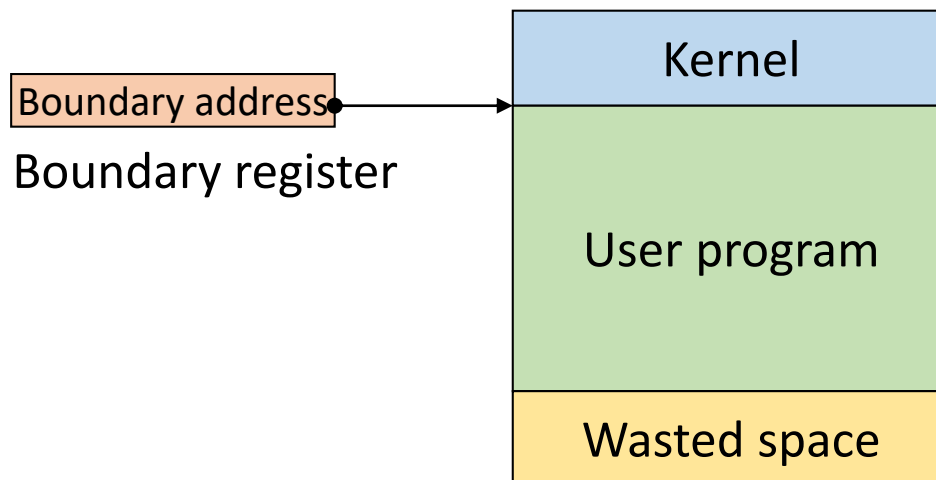 Kernel
Boundary address
Boundary register
User program
Wasted space